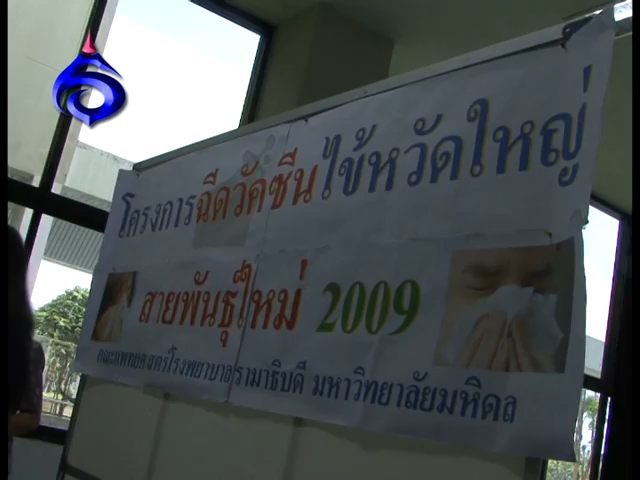 โครงการฉีดวัคซีนไข้หวัดใหญ่
สายพันธุ์ใหม่ 2009
คณะแพทยศาสตร์โรงพยาบาลรามาธิบดี มหาวิทยาลัยมหิดล